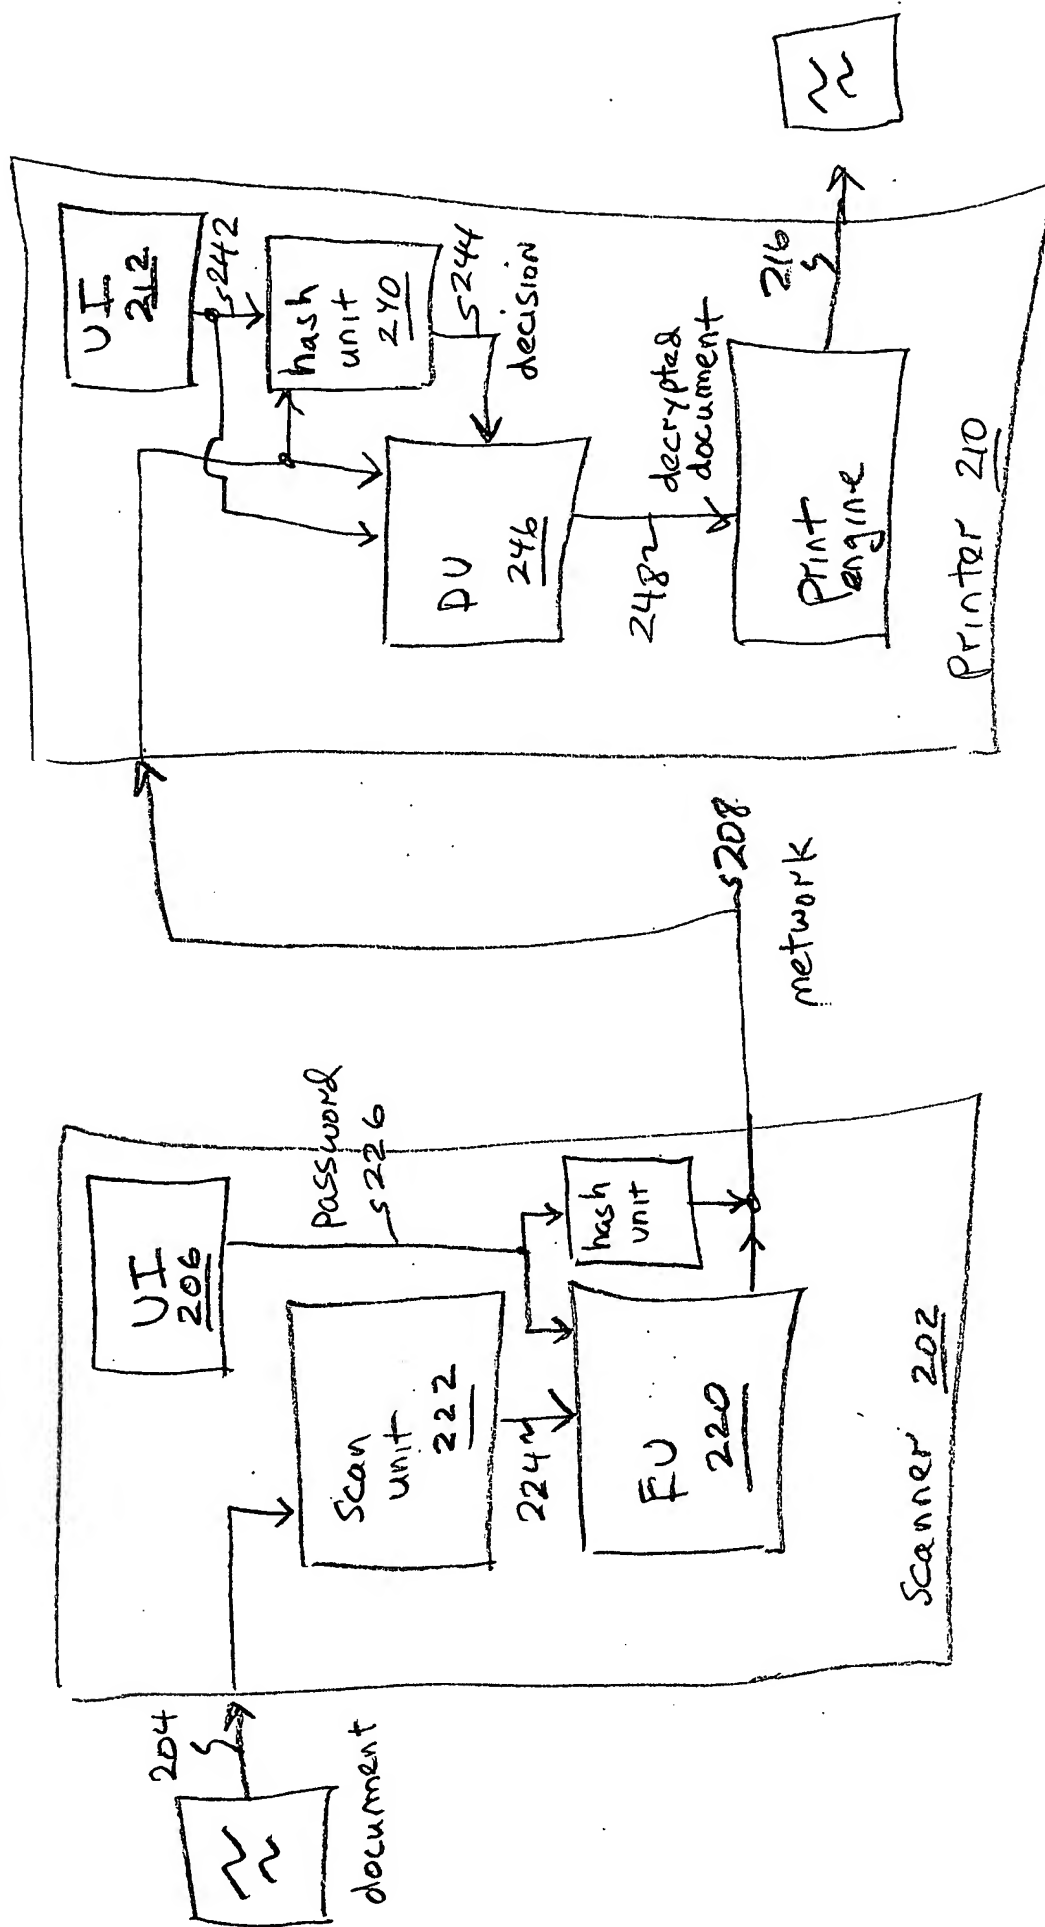 204
document
UI
206
Scan
unit
222
password
226
224
EU
220
hash
unit
Scanner 202
208
network
UI
212
242
hash
unit
240
244
decision
DU
246
248
decrypted
document
Print
engine
216
Printer 210